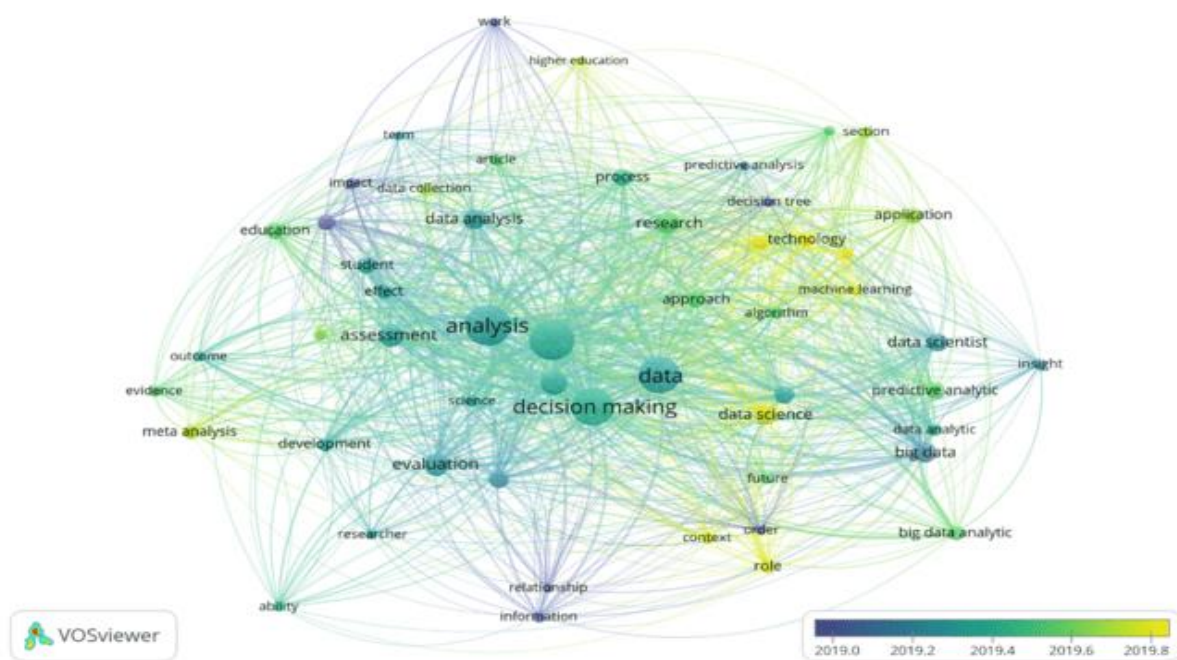 work
higher education
section
term
article
predictive analysis
process
impact
data collection
decision tree
data analysis
research
application
education
technology
student
effect
machine learning
approach
algorithm
analysis
assessment
data scientist
outcome
insight
data
evidence
predictive analytic
science
decision making
data science
meta analysis
data analytic
development
big data
evaluation
future
order
researcher
context
big data analytic
role
relationship
ability
information
VOSviewer
2019.0 2019.2 2019.4 2019.6 2019.8